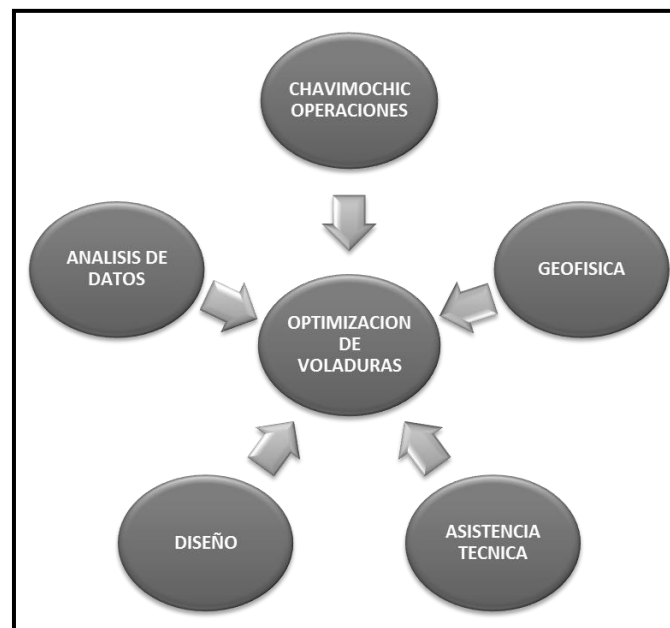 CHAVIMOCHIC
OPERACIONES
ANALISIS DE
DATOS
GEOFISICA
OPTIMIZACION
DE
VOLADURAS
DISEÑO
ASISTENCIA
TECNICA